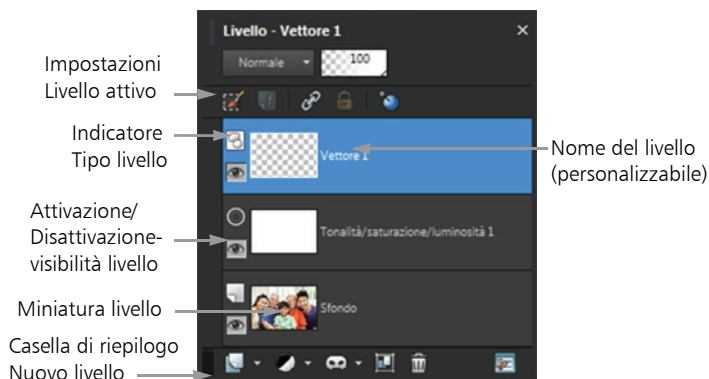 Livello - Vettore 1
Normale
100
Impostazioni
Livello attivo
Indicatore
Tipo livello
Vettore 1
Nome del livello
(personalizzabile)
Attivazione/
Disattivazione-
visibilità livello
Tonalità/saturazione/luminosità 1
Miniatura livello
Sfondo
Casella di riepilogo
Nuovo livello